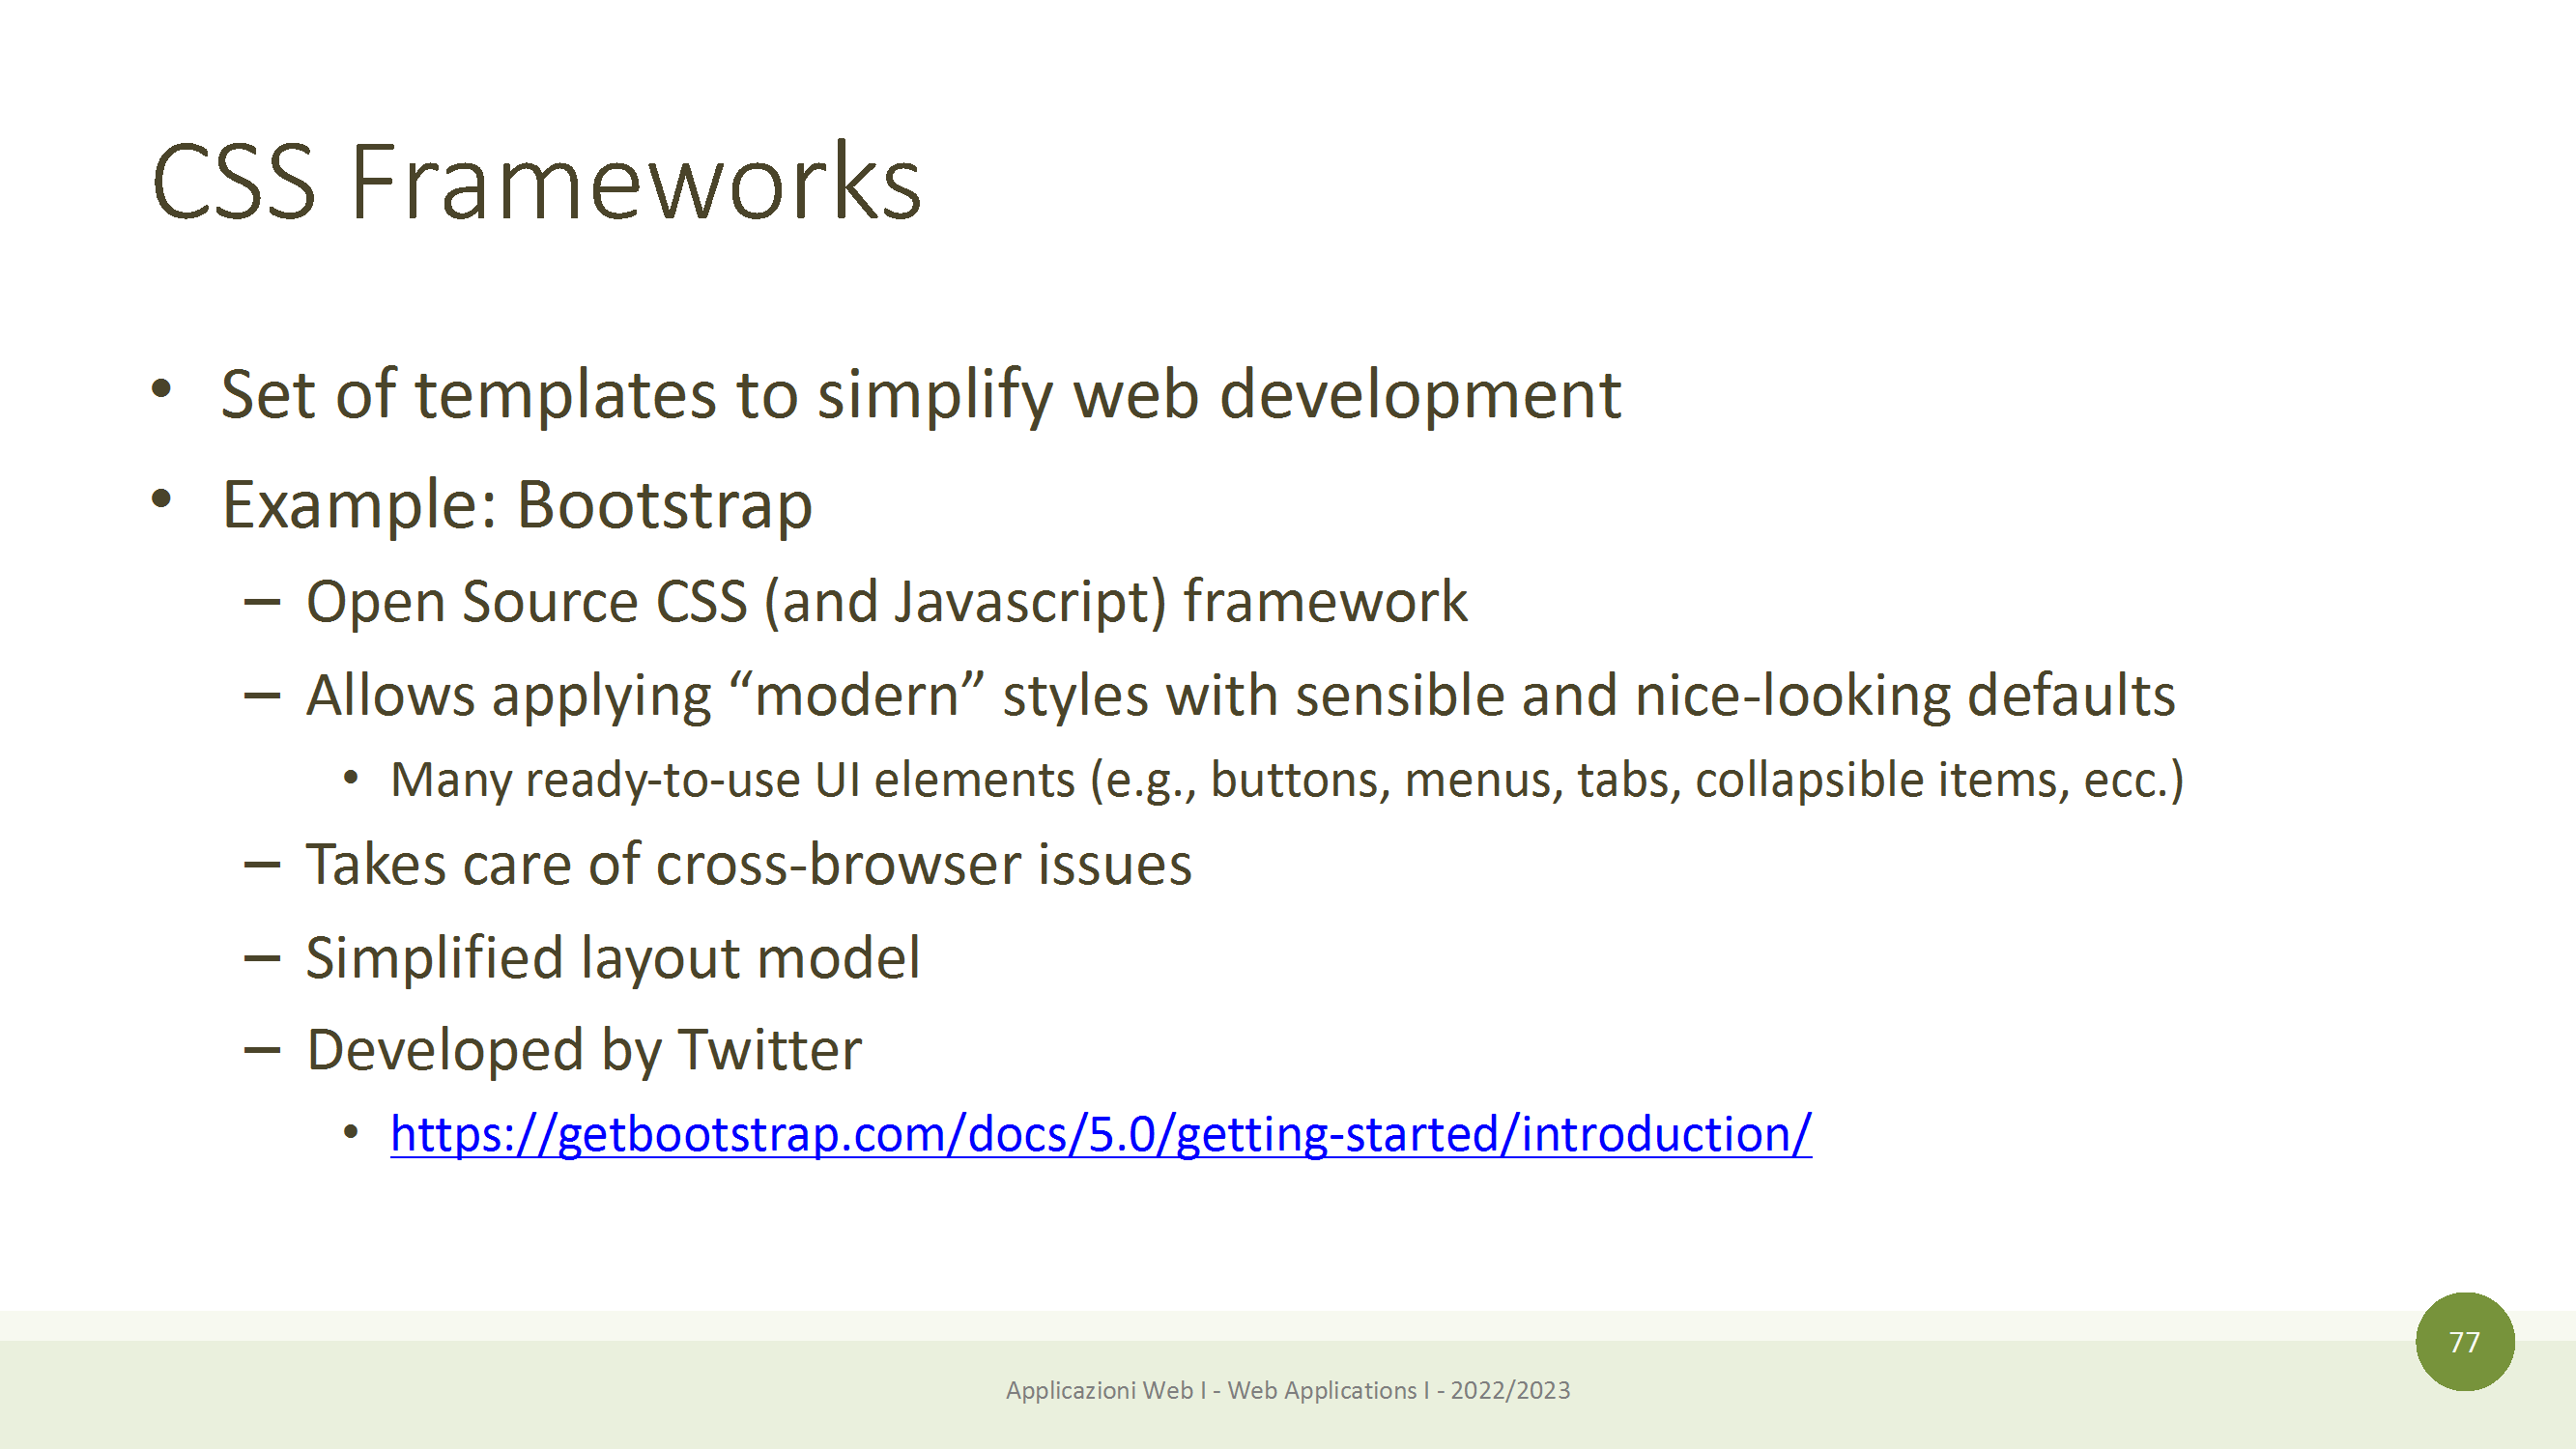 CSS Frameworks
• Set of templates to simplify web development
• Example: Bootstrap
– Open Source CSS (and Javascript) framework
– Allows applying “modern” styles with sensible and nice-looking defaults
• Many ready-to-use UI elements (e.g., buttons, menus, tabs, collapsible items, ecc.)
– Takes care of cross-browser issues
– Simplified layout model
– Developed by Twitter
• https://getbootstrap.com/docs/5.0/getting-started/introduction/
77
Applicazioni Web I - Web Applications I - 2022/2023